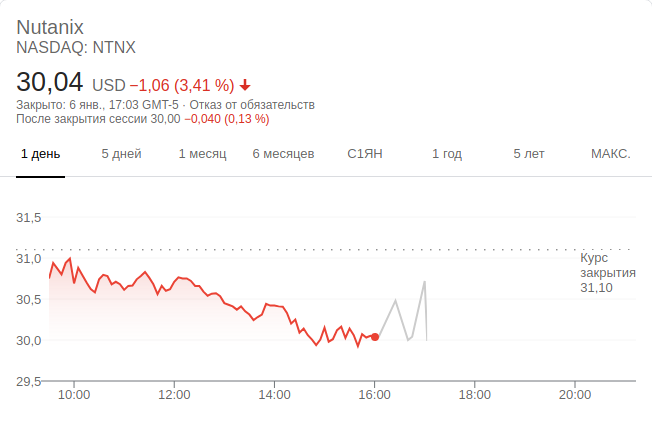 Nutanix
NASDAQ: NTNX
30,04 USD −1,06 (3,41 %)
Закрыто: 6 янв., 17:03 GMT-5 · Отказ от обязательств
После закрытия сессии 30,00 −0,040 (0,13 %)
1 день 5 дней 1 месяц 6 месяцев С1ЯН 1 год 5 лет МАКС.
31,5
31,0
30,5
30,0
29,5
Курс
закрытия
31,10
10:00 12:00 14:00 16:00 18:00 20:00